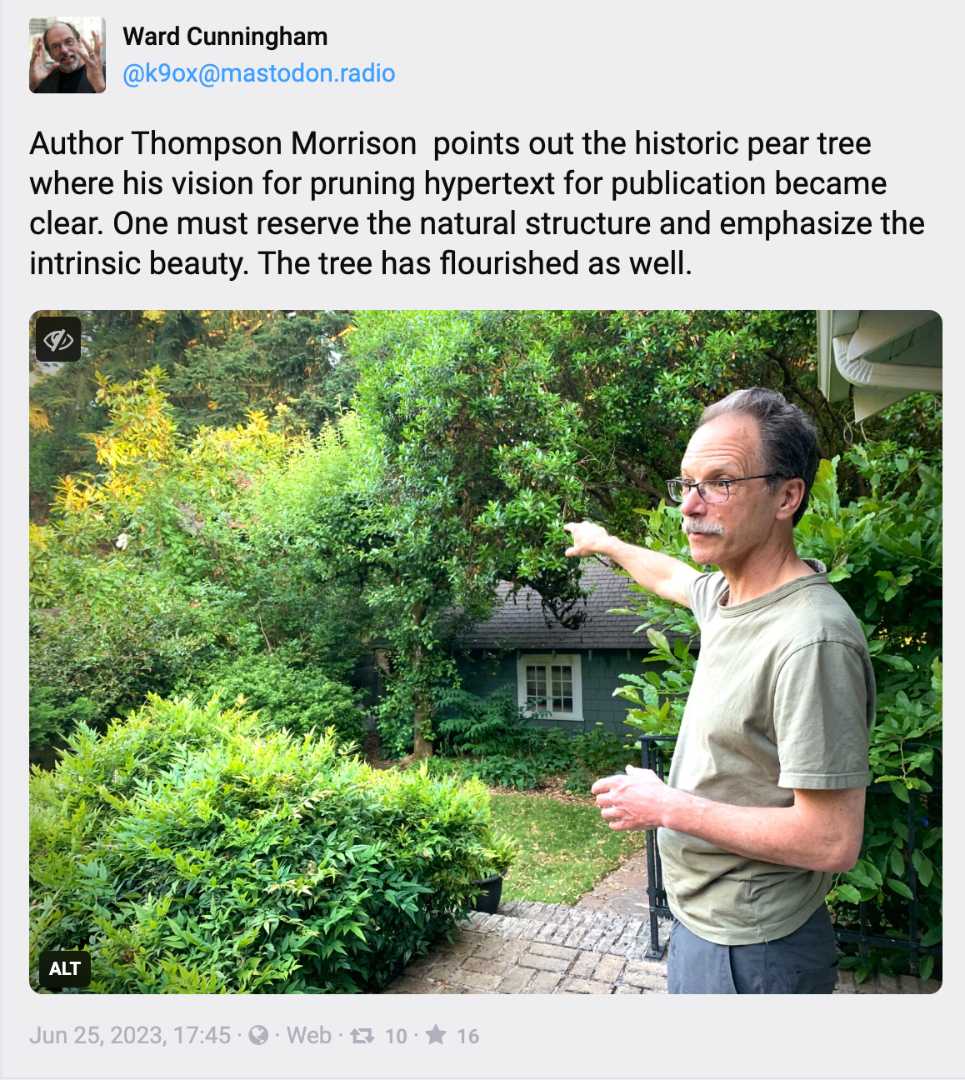 Ward Cunningham
@k9ox@mastodon.radio
Author Thompson Morrison  points out the historic pear tree
where his vision for pruning hypertext for publication became
clear. One must reserve the natural structure and emphasize the
intrinsic beauty. The tree has flourished as well.
ALT
Jun 25, 2023, 17:45 · Web · 10 · 16